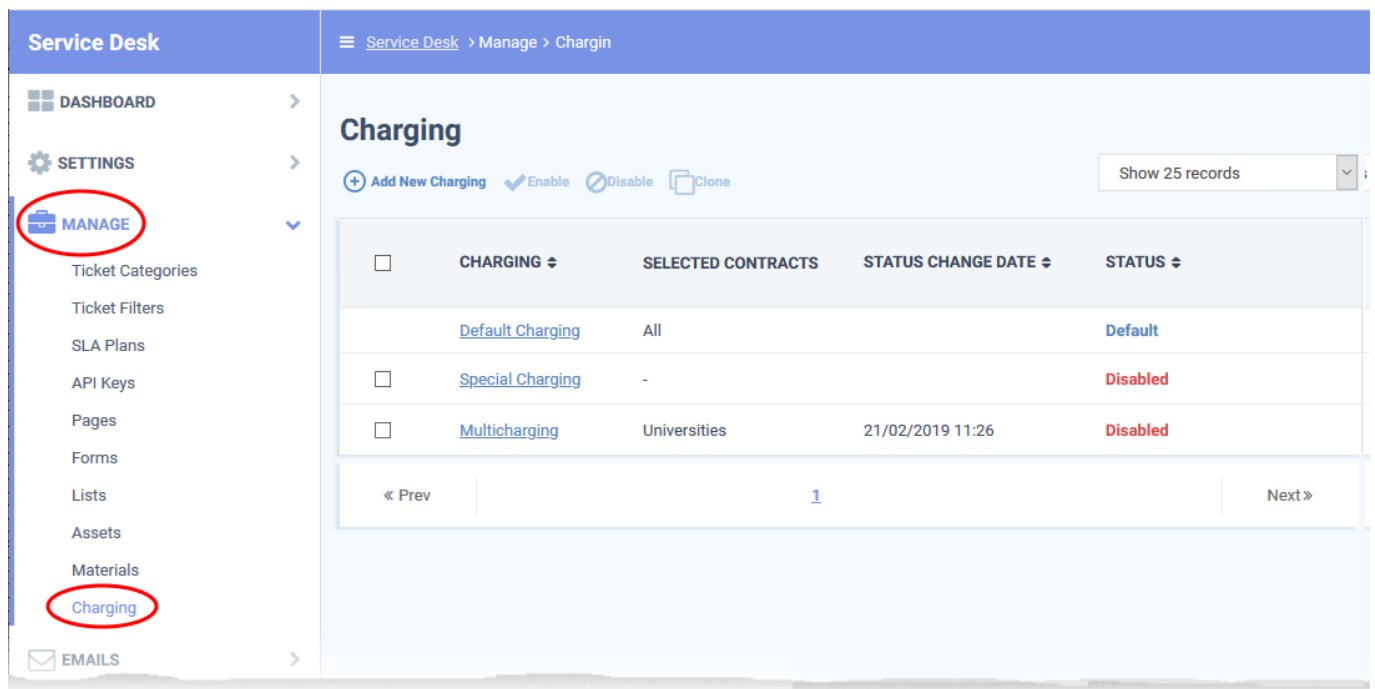 Service Desk
Service Desk > Manage > Chargin
DASHBOARD
SETTINGS
MANAGE
Ticket Categories
Ticket Filters
SLA Plans
API Keys
Pages
Forms
Lists
Assets
Materials
Charging
EMAILS
Charging
Add New Charging Enable Disable Clone
Show 25 records
CHARGING SELECTED CONTRACTS STATUS CHANGE DATE STATUS
Default Charging All Default
Special Charging - Disabled
Multicharging Universities 21/02/2019 11:26 Disabled
« Prev 1 Next »